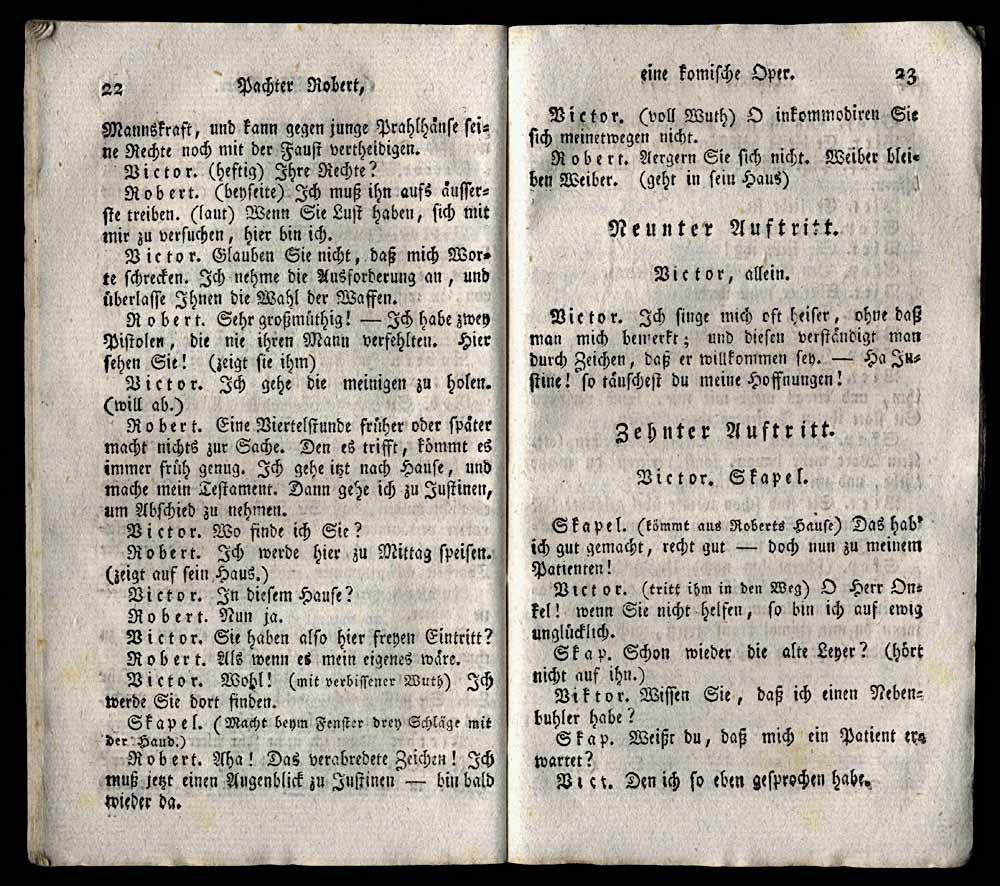 22 Pachter Robert,
Mannskraft, und kann gegen junge Prahlhänse sei-
ne Rechte noch mit der Faust vertheidigen.
Victor. (heftig) Ihre Rechte?
Robert. (beyseite) Ich muß ihn aufs äusser-
ste treiben. (laut) Wenn Sie Lust haben, sich mit
mir zu versuchen, hier bin ich.
Victor. Glauben Sie nicht, daß mich Wor-
te schrecken. Ich nehme die Ausforderung an, und
überlasse Ihnen die Wahl der Waffen.
Robert. Sehr großmüthig! — Ich habe zwey
Pistolen, die nie ihren Mann verfehlten. Hier
sehen Sie! (zeigt sie ihm)
Victor. Ich gehe die meinigen zu holen.
(will ab.)
Robert. Eine Viertelstunde früher oder später
macht nichts zur Sache. Den es trifft, kömmt es
immer früh genug. Ich gehe itzt nach Hause, und
mache mein Testament. Dann gehe ich zu Justinen,
um Abschied zu nehmen.
Victor. Wo finde ich Sie?
Robert. Ich werde hier zu Mittag speisen.
(zeigt auf sein Haus.)
Victor. In diesem Hause?
Robert. Nun ja.
Victor. Sie haben also hier freyen Eintritt?
Robert. Als wenn es mein eigenes wäre.
Victor. Wohl! (mit verbissener Wuth) Ich
werde Sie dort finden.
Skapel. (Macht beym Fenster drey Schläge mit
der Hand.)
Robert. Aha! Das verabredete Zeichen! Ich
muß jetzt einen Augenblick zu Justinen — bin bald
wieder da.
eine komische Oper. 23
Victor. (voll Wuth) O inkommodiren Sie
sich meinetwegen nicht.
Robert. Aergern Sie sich nicht. Weiber blei-
ben Weiber. (geht in sein Haus)
Neunter Auftritt.
Victor, allein.
Victor. Ich singe mich oft heiser, ohne daß
man mich bemerkt; und diesen verständigt man
durch Zeichen, daß er willkommen sey. — Ha Ju-
stine! so täuschest du meine Hoffnungen!
Zehnter Auftritt.
Victor. Skapel.
Skapel. (kömmt aus Roberts Hause) Das hab'
ich gut gemacht, recht gut — doch nun zu meinem
Patienten!
Victor. (tritt ihm in den Weg) O Herr On-
kel! wenn Sie nicht helfen, so bin ich auf ewig
unglücklich.
Skap. Schon wieder die alte Leyer? (hört
nicht auf ihn.)
Viktor. Wissen Sie, daß ich einen Neben-
buhler habe?
Skap. Weißt du, daß mich ein Patient er-
wartet?
Vict. Den ich so eben gesprochen habe.